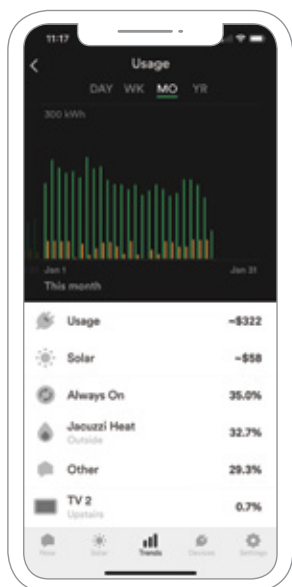 11:17
Usage
DAY WK MO YR
300 kWh
Jan 1 Jan 31
This month
Usage ~$322
Solar ~$58
Always On 35.0%
Jacuzzi Heat 32.7%
Outside
Other 29.3%
TV 2 0.7%
Upstairs
Now Solar Trends Devices Settings